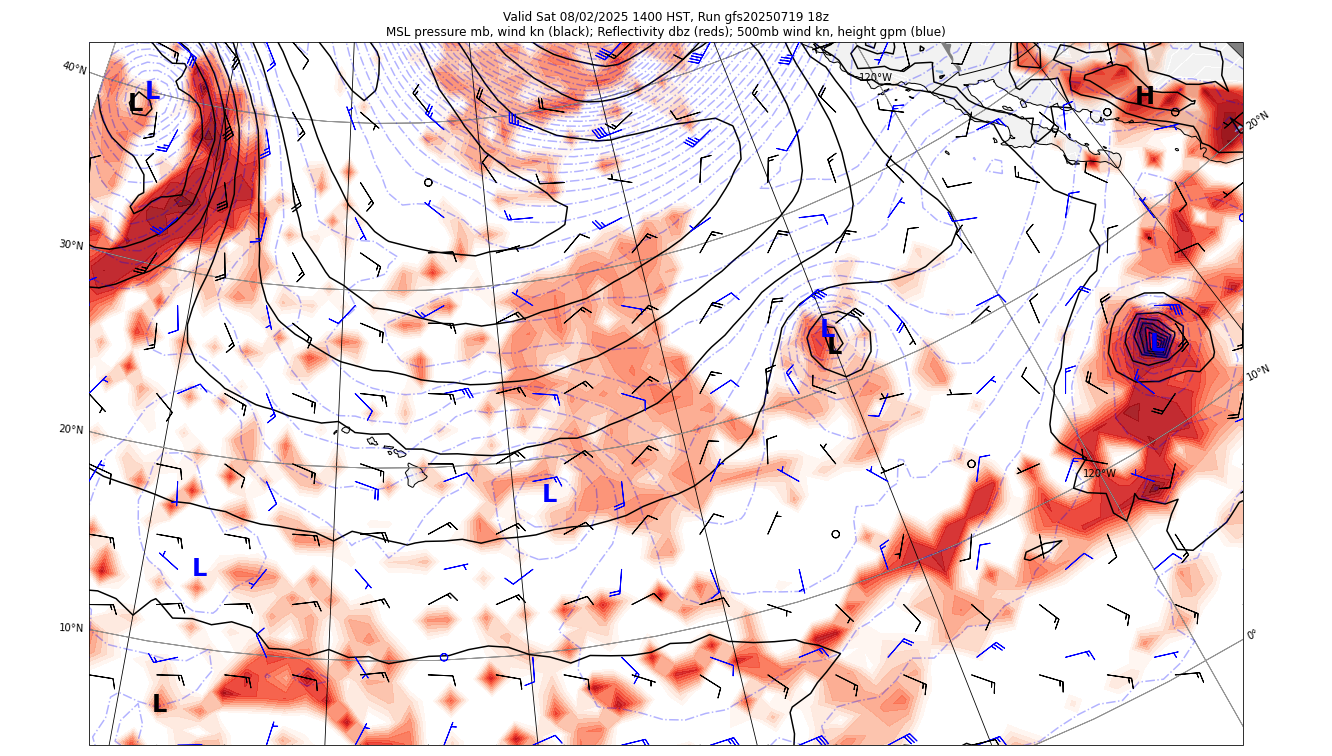 Valid Sat 08/02/2025 1400 HST, Run gfs20250719 18z
MSL pressure mb, wind kn (black); Reflectivity dbz (reds); 500mb wind kn, height gpm (blue)
40°N
120°W
L
L
H
20°N
30°N
L
L
L
10°N
20°N
120°W
L
L
10°N
0°
L